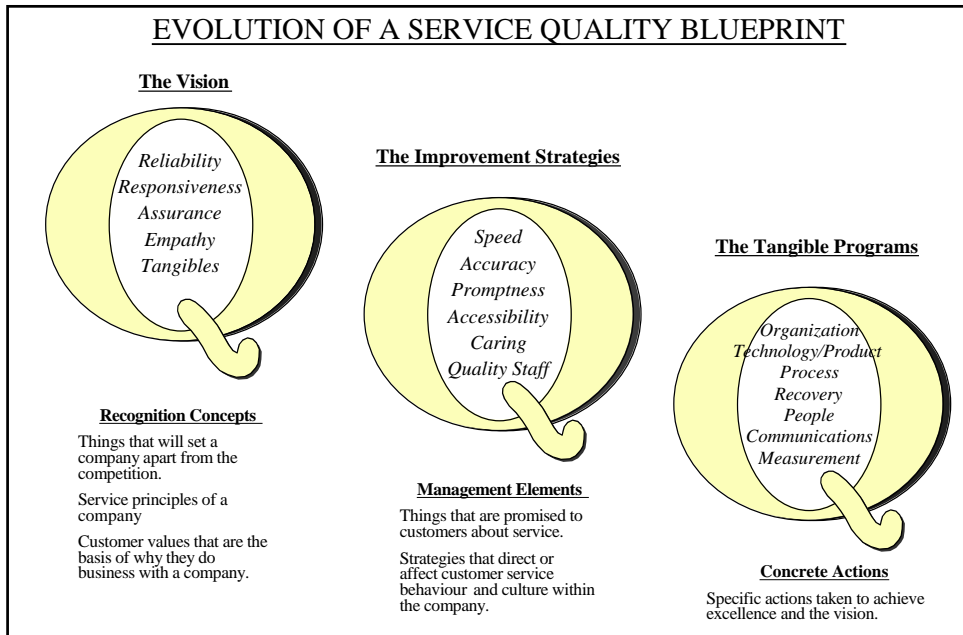 EVOLUTION OF A SERVICE QUALITY BLUEPRINT
The Vision
Reliability
Responsiveness
Assurance
Empathy
Tangibles
Recognition Concepts
Things that will set a
company apart from the
competition.
Service principles of a
company
Customer values that are the
basis of why they do
business with a company.
The Improvement Strategies
Speed
Accuracy
Promptness
Accessibility
Caring
Quality Staff
Management Elements
Things that are promised to
customers about service.
Strategies that direct or
affect customer service
behaviour and culture within
the company.
The Tangible Programs
Organization
Technology/Product
Process
Recovery
People
Communications
Measurement
Concrete Actions
Specific actions taken to achieve
excellence and the vision.